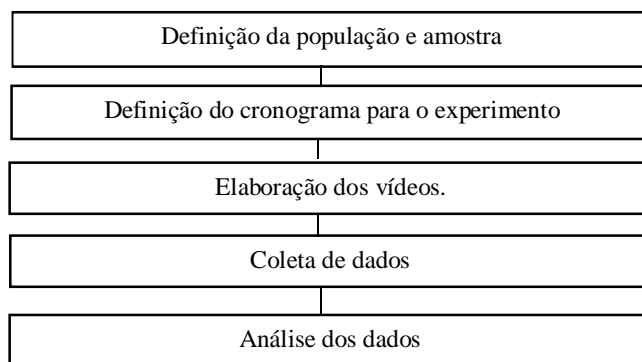 Definição da população e amostra
Definição do cronograma para o experimento
Elaboração dos vídeos.
Coleta de dados
Análise dos dados